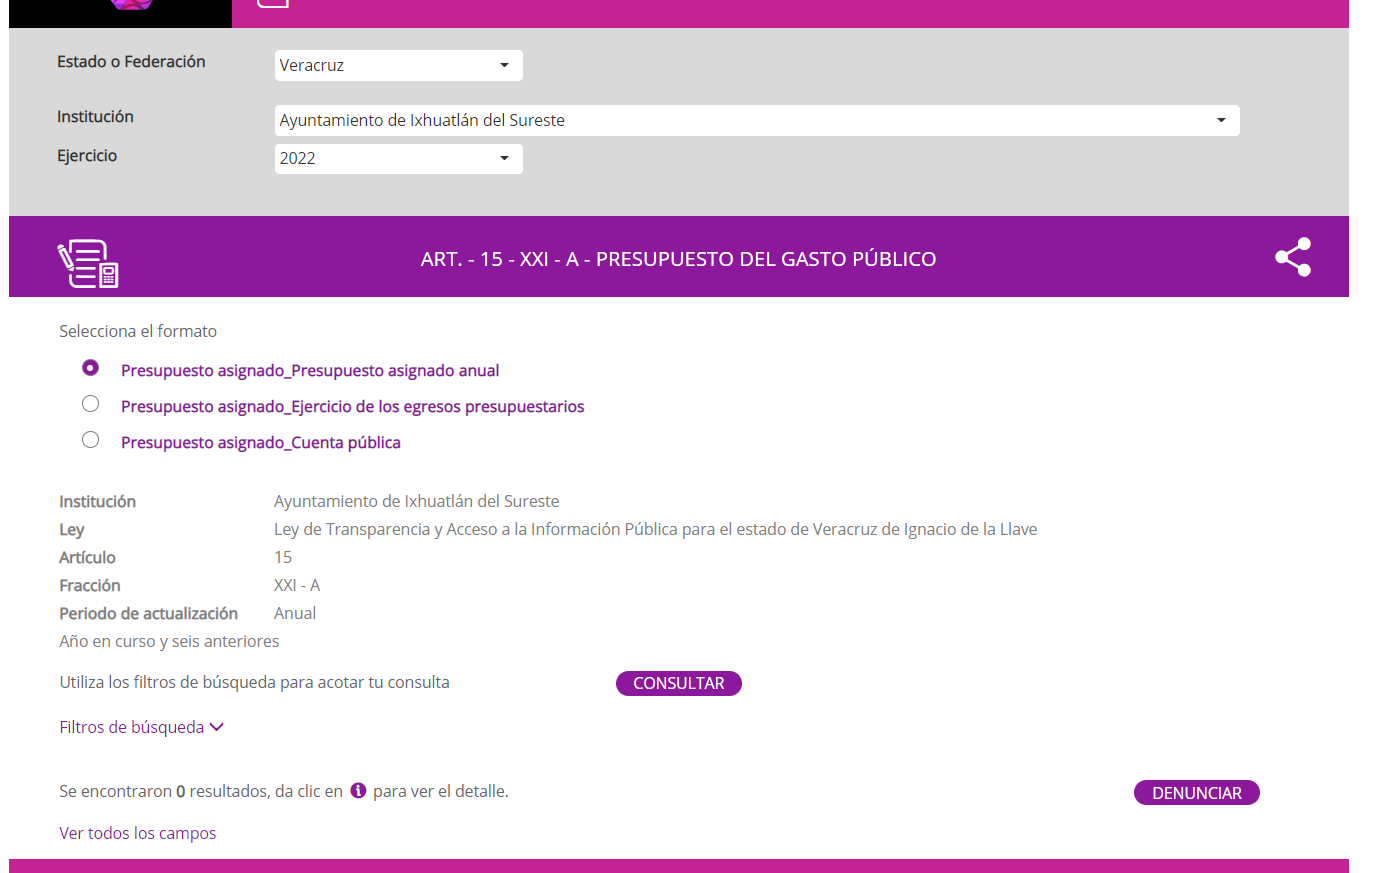 Estado o Federación
Veracruz
Institución
Ayuntamiento de Ixhuatlán del Sureste
Ejercicio
2022
ART. - 15 - XXI - A - PRESUPUESTO DEL GASTO PÚBLICO
Selecciona el formato
Presupuesto asignado_Presupuesto asignado anual
Presupuesto asignado_Ejercicio de los egresos presupuestarios
Presupuesto asignado_Cuenta pública
Institución Ayuntamiento de Ixhuatlán del Sureste
Ley Ley de Transparencia y Acceso a la Información Pública para el estado de Veracruz de Ignacio de la Llave
Artículo 15
Fracción XXI - A
Periodo de actualización Anual
Año en curso y seis anteriores
Utiliza los filtros de búsqueda para acotar tu consulta CONSULTAR
Filtros de búsqueda
Se encontraron 0 resultados, da clic en i para ver el detalle. DENUNCIAR
Ver todos los campos